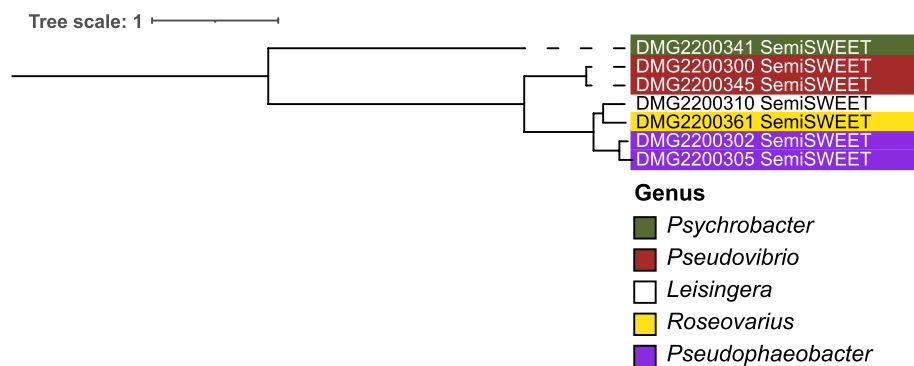 Tree scale: 1
DMG2200341 SemiSWEET
DMG2200300 SemiSWEET
DMG2200345 SemiSWEET
DMG2200310 SemiSWEET
DMG2200361 SemiSWEET
DMG2200302 SemiSWEET
DMG2200305 SemiSWEET
Genus
Psychrobacter
Pseudovibrio
Leisingera
Roseovarius
Pseudophaeobacter